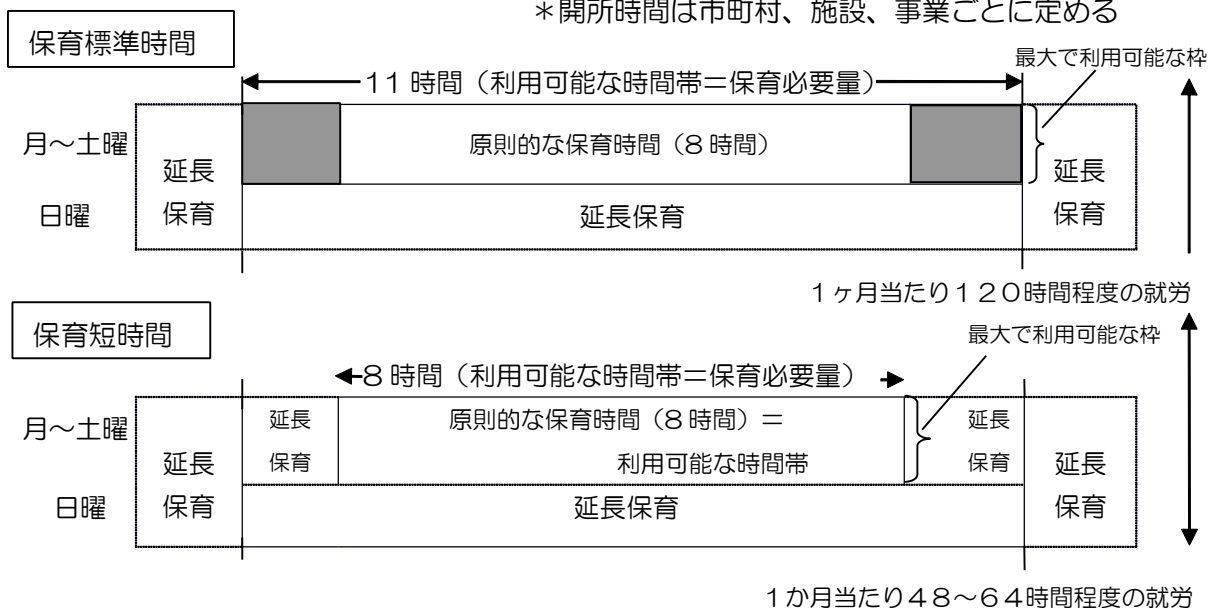 ＊開所時間は市町村、施設、事業ごとに定める
保育標準時間
最大で利用可能な枠
11時間（利用可能な時間帯＝保育必要量）
月～土曜
原則的な保育時間（8時間）
延長
保育
延長
保育
日曜
延長保育
１ヶ月当たり１２０時間程度の就労
保育短時間
最大で利用可能な枠
8時間（利用可能な時間帯＝保育必要量）
月～土曜
延長
保育
原則的な保育時間（8時間）＝
利用可能な時間帯
延長
保育
延長
保育
延長
保育
日曜
延長保育
１か月当たり４８～６４時間程度の就労